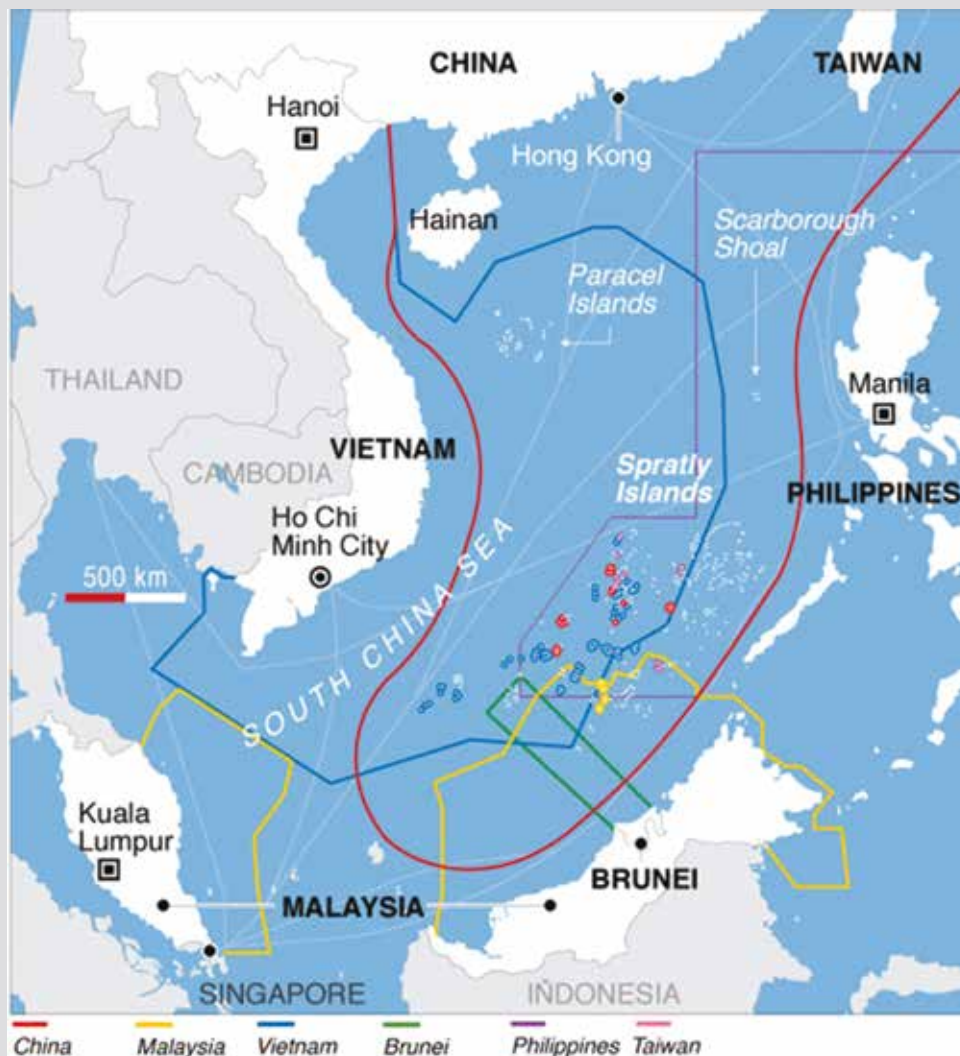 CHINA
TAIWAN
Hanoi
Hong Kong
Hainan
Scarborough
Shoal
Paracel
Islands
THAILAND
Manila
VIETNAM
CAMBODIA
Spratly
Islands
PHILIPPINES
Ho Chi
Minh City
500 km
SOUTH CHINA SEA
Kuala
Lumpur
BRUNEI
MALAYSIA
SINGAPORE
INDONESIA
China
Malaysia
Vietnam
Brunei
Philippines
Taiwan